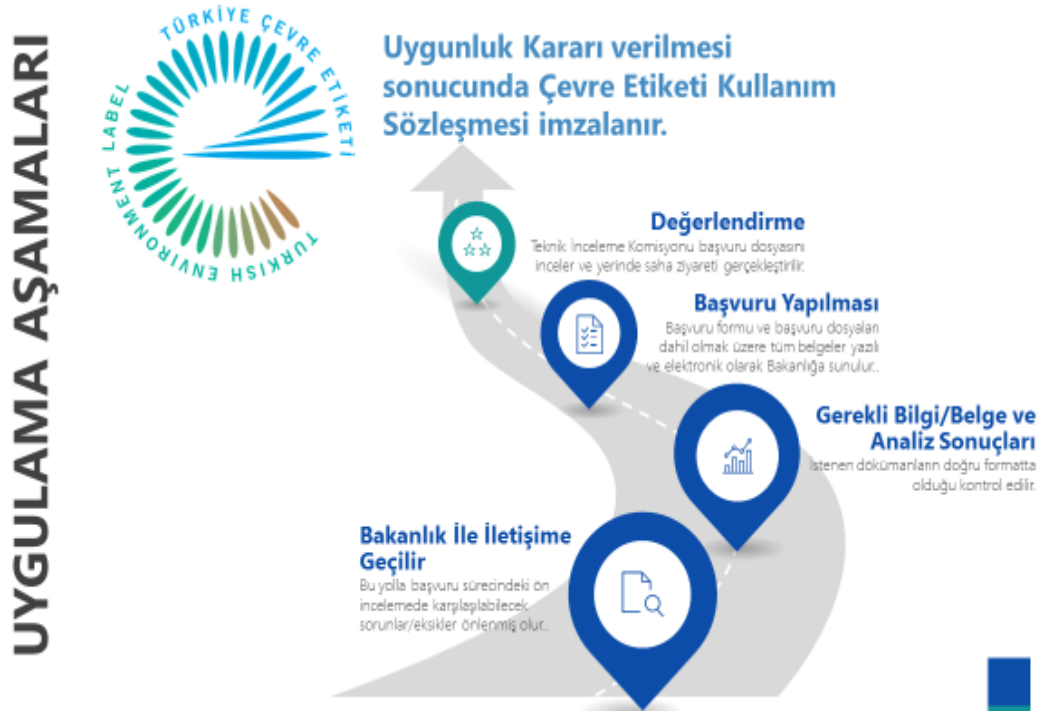 UYGULAMA AŞAMALARI
TÜRKİYE ÇEVRE ETİKETİ
TURKISH ENVIRONMENT LABEL
Uygunluk Kararı verilmesi
sonucunda Çevre Etiketi Kullanım
Sözleşmesi imzalanır.
Değerlendirme
Teknik İnceleme Komisyonu başvuru dosyasını
inceler ve yerinde saha ziyareti gerçekleştirilir.
Başvuru Yapılması
Başvuru formu ve başvuru dosyaları
dahil olmak üzere tüm belgeler yazılı
ve elektronik olarak Bakanlığa sunulur..
Gerekli Bilgi/Belge ve
Analiz Sonuçları
İstenen dökümanların doğru formatta
olduğu kontrol edilir.
Bakanlık İle İletişime
Geçilir
Bu yolla başvuru sürecindeki ön
incelemede karşılaşılabilecek
sorunlar/eksikler önlenmiş olur..